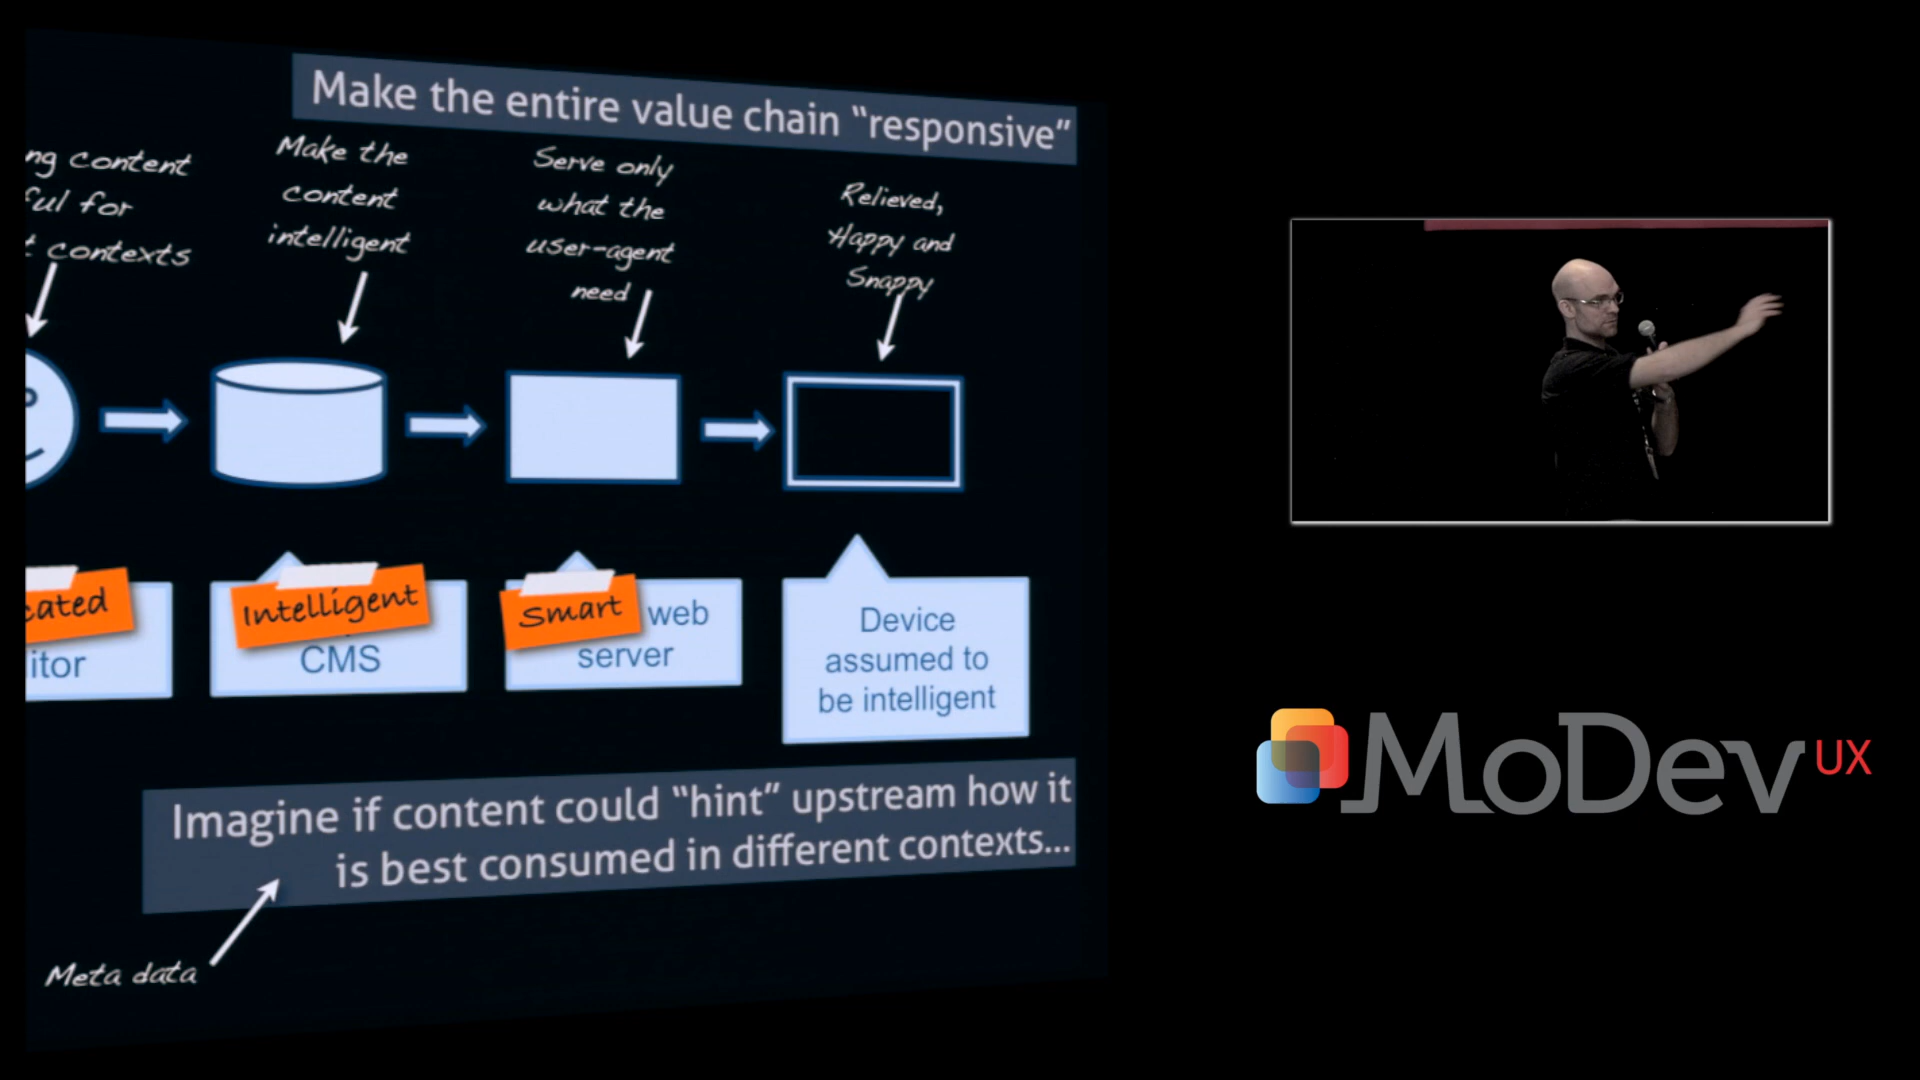 Make the entire value chain “responsive”
ng content
ful for
t contexts
Make the
content
intelligent
Serve only
what the
user-agent
need
Relieved,
Happy and
Snappy
cated
itor
Intelligent
CMS
Smart web
server
Device
assumed to
be intelligent
Imagine if content could “hint” upstream how it
is best consumed in different contexts...
Meta data
MoDev UX